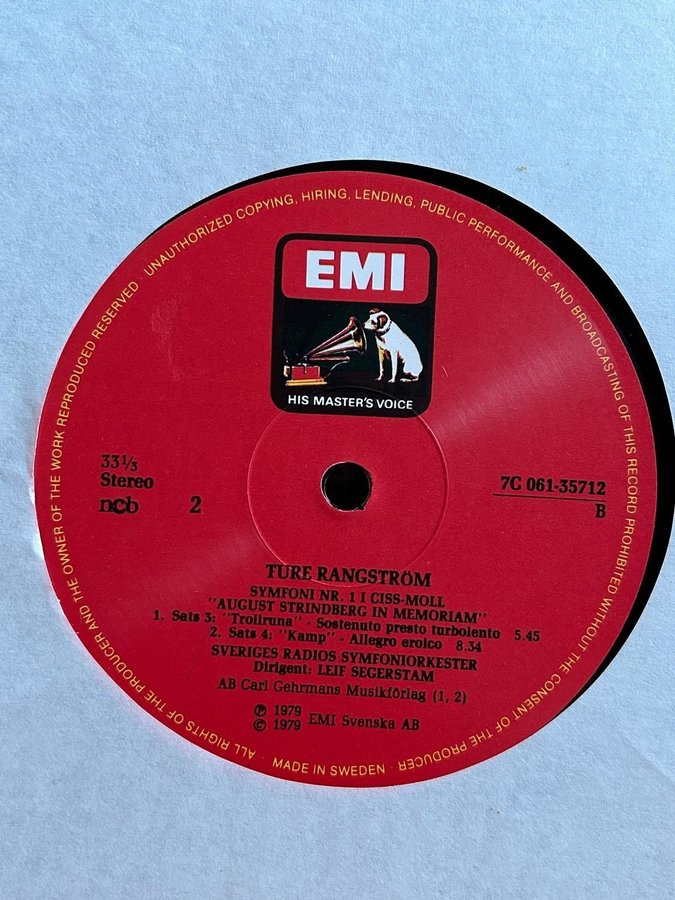 UNAUTHORIZED COPYING, HIRING, LENDING, PUBLIC PERFORMANCE AND BROADCASTING OF THIS RECORD PROHIBITED WITHOUT THE CONSENT OF THE PRODUCER
ALL RIGHTS OF THE PRODUCER AND THE OWNER OF THE WORK REPRODUCED RESERVED ·
EMI
HIS MASTER'S VOICE
33⅓
Stereo
ncb 2
7C 061-35712
B
TURE RANGSTRÖM
SYMFONI NR. 1 I CISS-MOLL
"AUGUST STRINDBERG IN MEMORIAM"
1. Sats 3: "Trollruna" - Sostenuto presto turbolento 5.45
2. Sats 4: "Kamp" - Allegro eroico 8.34
SVERIGES RADIOS SYMFONIORKESTER
Dirigent: LEIF SEGERSTAM
AB Carl Gehrmans Musikförlag (1, 2)
℗ 1979
© 1979 EMI Svenska AB
· MADE IN SWEDEN ·